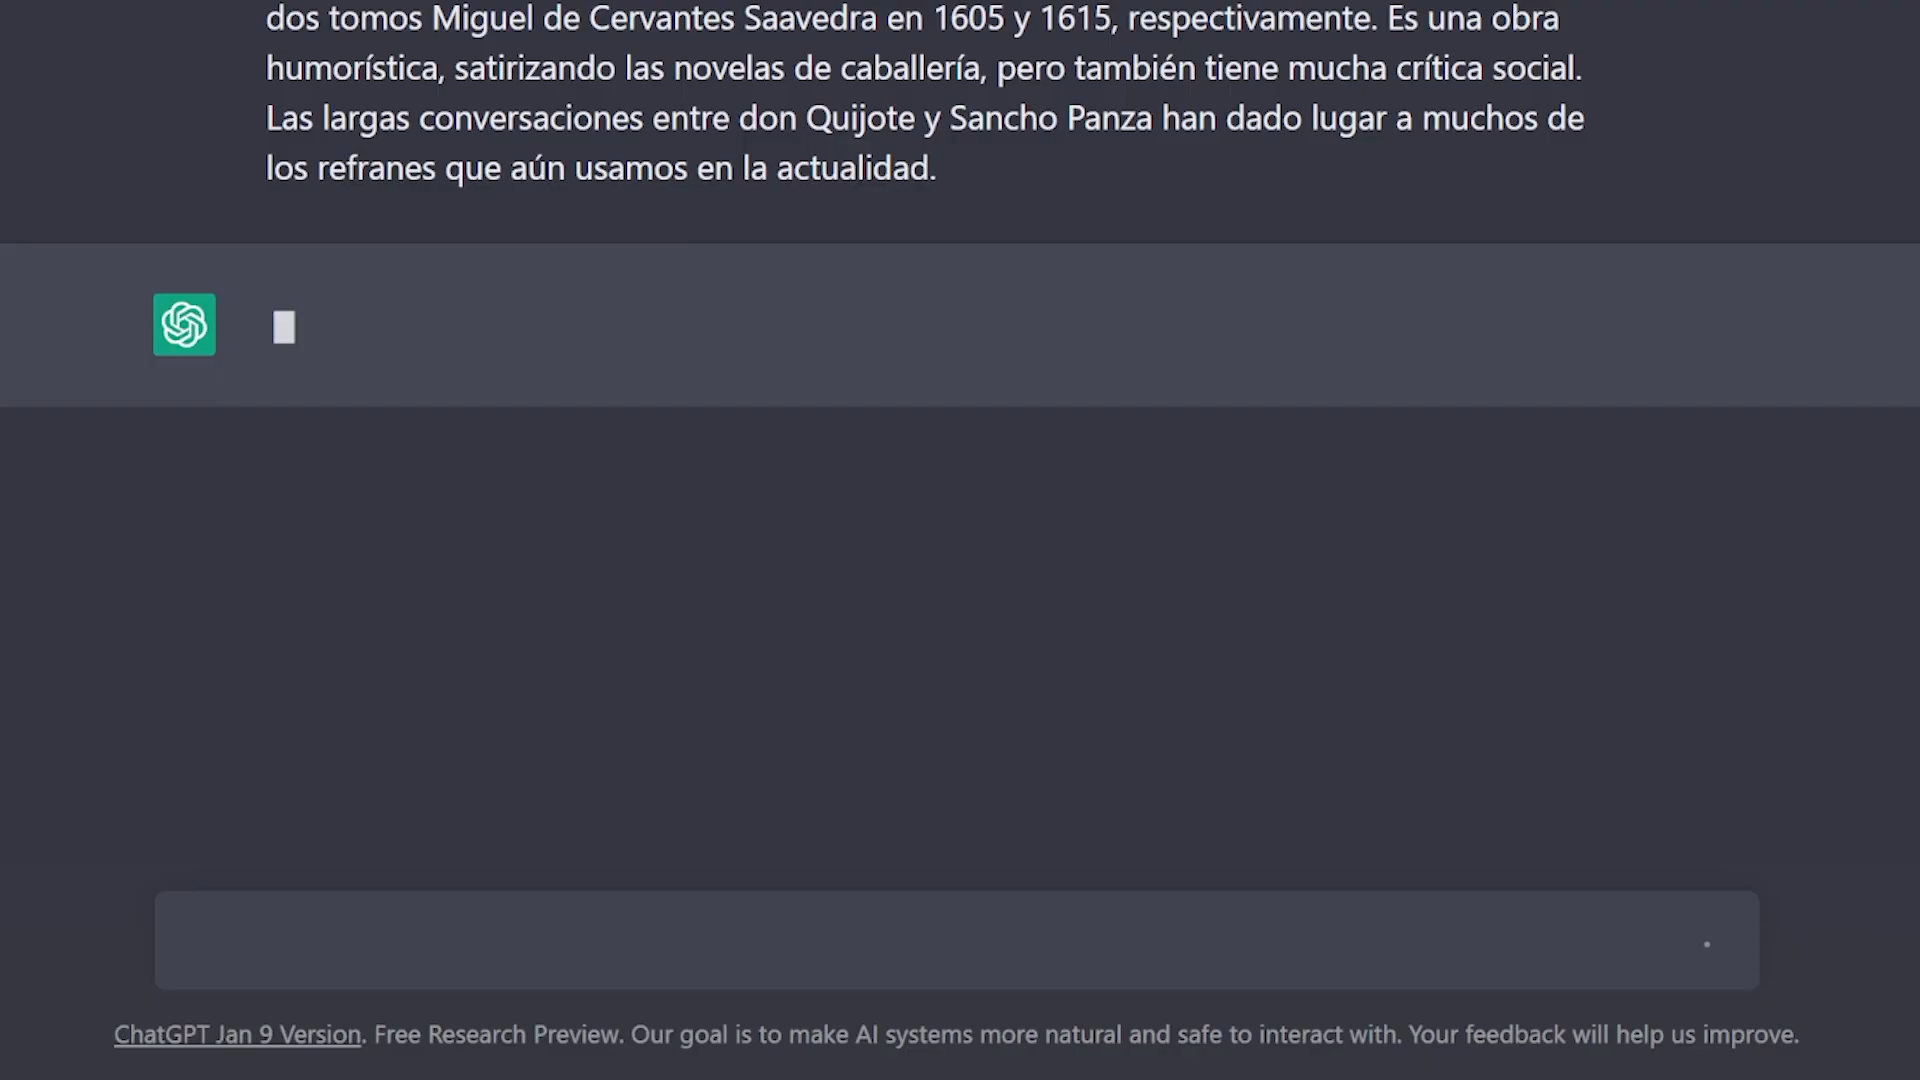 dos tomos Miguel de Cervantes Saavedra en 1605 y 1615, respectivamente. Es una obra
humorística, satirizando las novelas de caballería, pero también tiene mucha crítica social.
Las largas conversaciones entre don Quijote y Sancho Panza han dado lugar a muchos de
los refranes que aún usamos en la actualidad.
ChatGPT Jan 9 Version. Free Research Preview. Our goal is to make AI systems more natural and safe to interact with. Your feedback will help us improve.